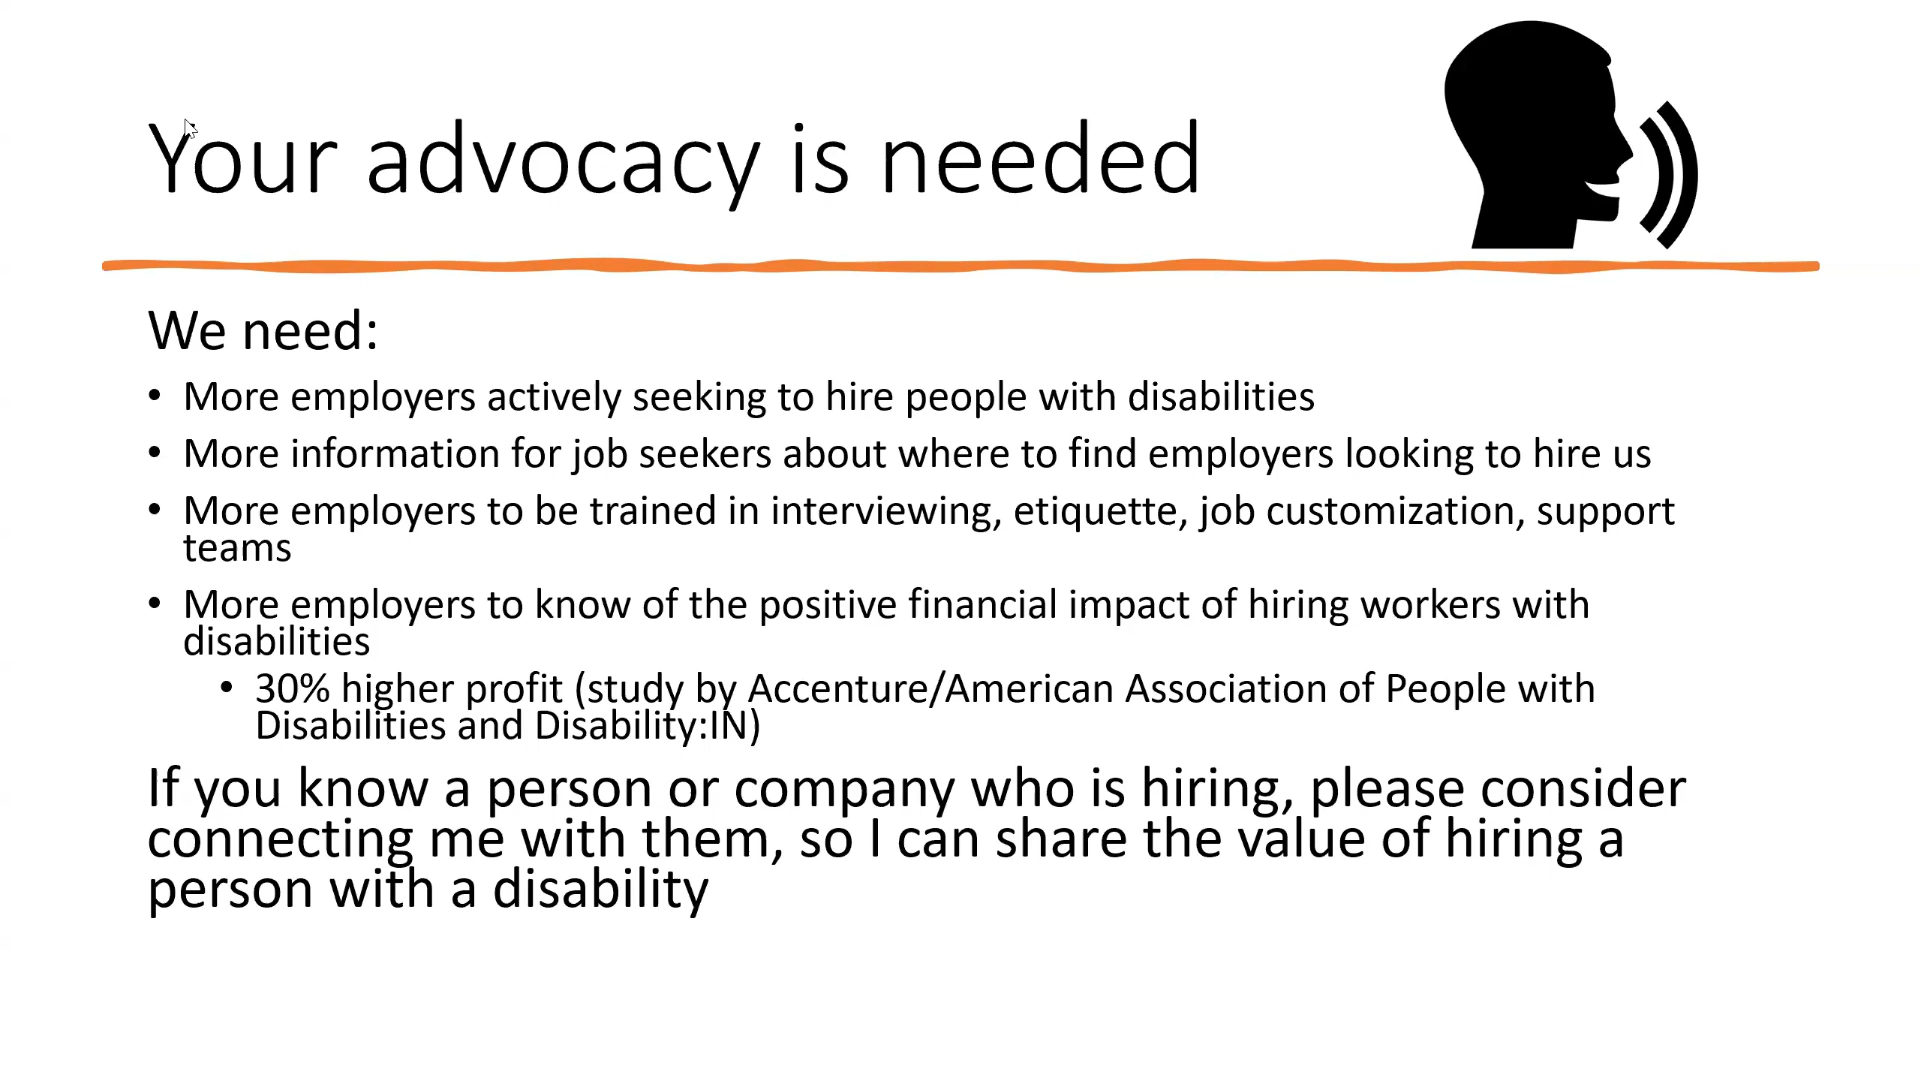 Your advocacy is needed
We need:
• More employers actively seeking to hire people with disabilities
• More information for job seekers about where to find employers looking to hire us
• More employers to be trained in interviewing, etiquette, job customization, support
teams
• More employers to know of the positive financial impact of hiring workers with
disabilities
• 30% higher profit (study by Accenture/American Association of People with
Disabilities and Disability:IN)
If you know a person or company who is hiring, please consider
connecting me with them, so I can share the value of hiring a
person with a disability